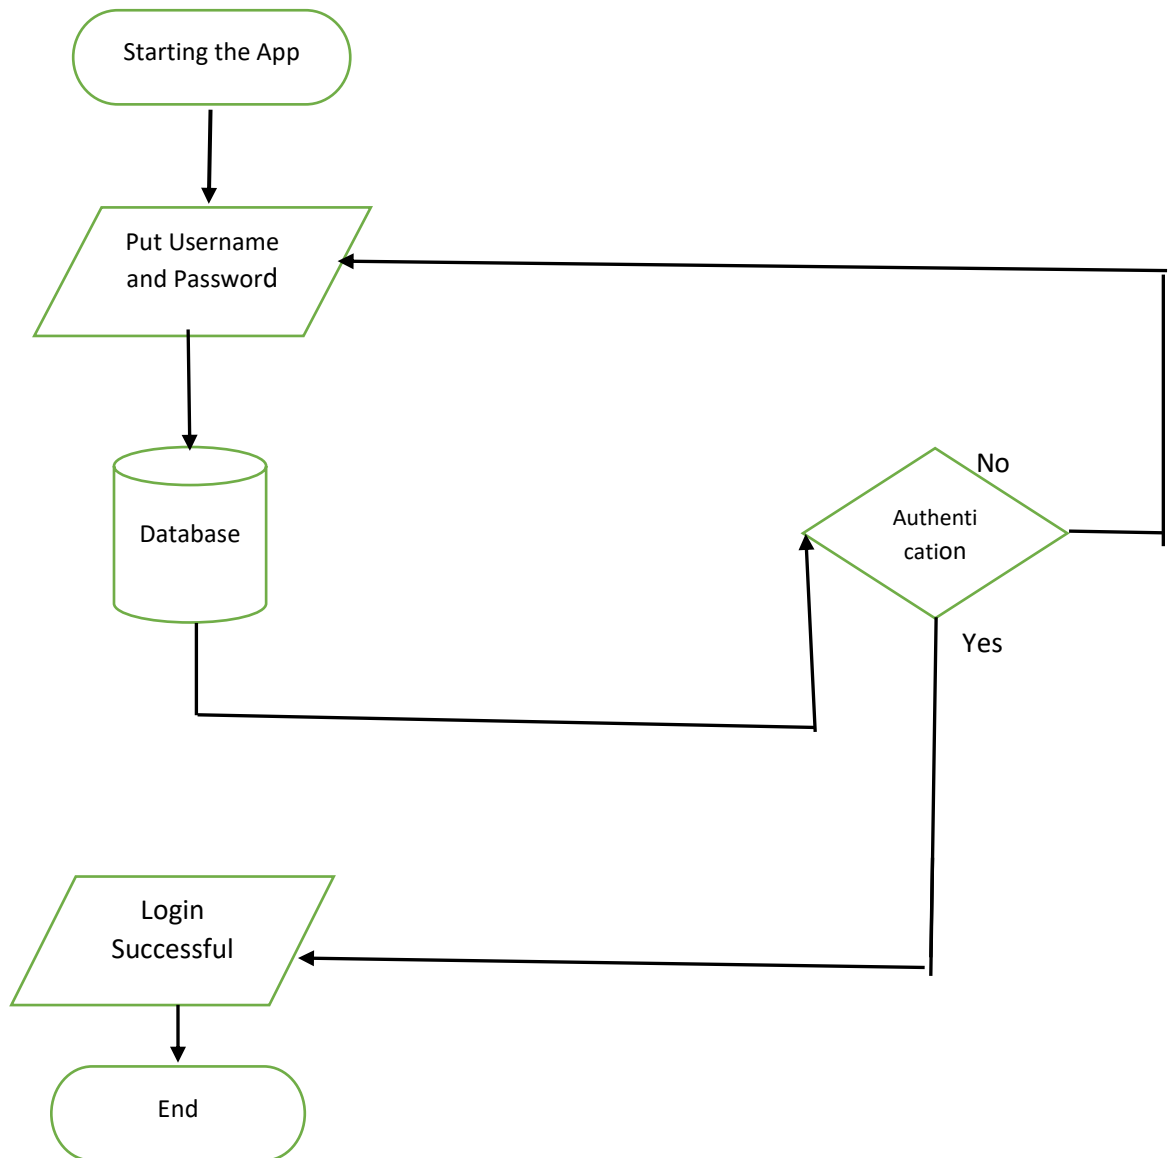 Starting the App
Put Username
and Password
Database
No
Authenti
cation
Yes
Login
Successful
End